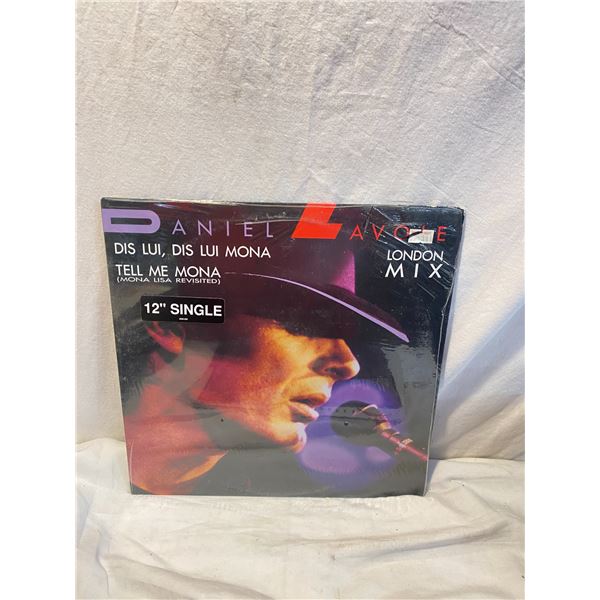 DANIEL LAVOIE
DIS LUI, DIS LUI MONA
TELL ME MONA
(MONA LISA REVISITED)
LONDON
MIX
12" SINGLE